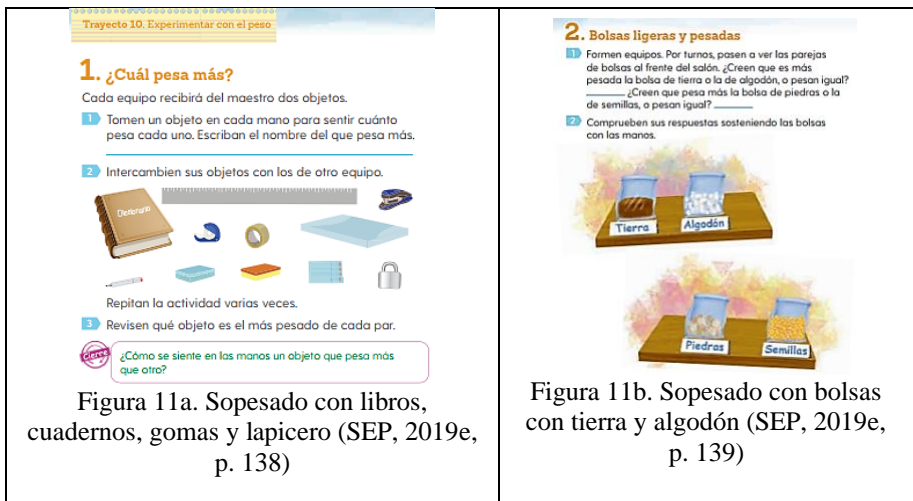 Trayecto 10. Experimentar con el peso
1. ¿Cuál pesa más?
Cada equipo recibirá del maestro dos objetos.
1 Tomen un objeto en cada mano para sentir cuánto
pesa cada uno. Escriban el nombre del que pesa más.
2 Intercambien sus objetos con los de otro equipo.
Diccionario
Repitan la actividad varias veces.
3 Revisen qué objeto es el más pesado de cada par.
Cierre
¿Cómo se siente en las manos un objeto que pesa más
que otro?
Figura 11a. Sopesado con libros,
cuadernos, gomas y lapicero (SEP, 2019e,
p. 138)
2. Bolsas ligeras y pesadas
1 Formen equipos. Por turnos, pasen a ver las parejas
de bolsas al frente del salón. ¿Creen que es más
pesada la bolsa de tierra o la de algodón, o pesan igual?
¿Creen que pesa más la bolsa de piedras o la
de semillas, o pesan igual?
2 Comprueben sus respuestas sosteniendo las bolsas
con las manos.
Tierra
Algodón
Piedras
Semillas
Figura 11b. Sopesado con bolsas
con tierra y algodón (SEP, 2019e,
p. 139)